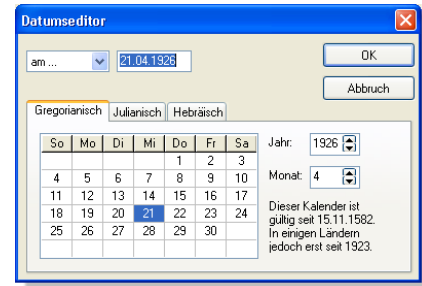 Datumseditor
am ... 21.04.1926 OK
Abbruch
Gregorianisch Julianisch Hebräisch
So Mo Di Mi Do Fr Sa
1 2 3
4 5 6 7 8 9 10
11 12 13 14 15 16 17
18 19 20 21 22 23 24
25 26 27 28 29 30
Jahr: 1926
Monat: 4
Dieser Kalender ist
gültig seit 15.11.1582.
In einigen Ländern
jedoch erst seit 1923.